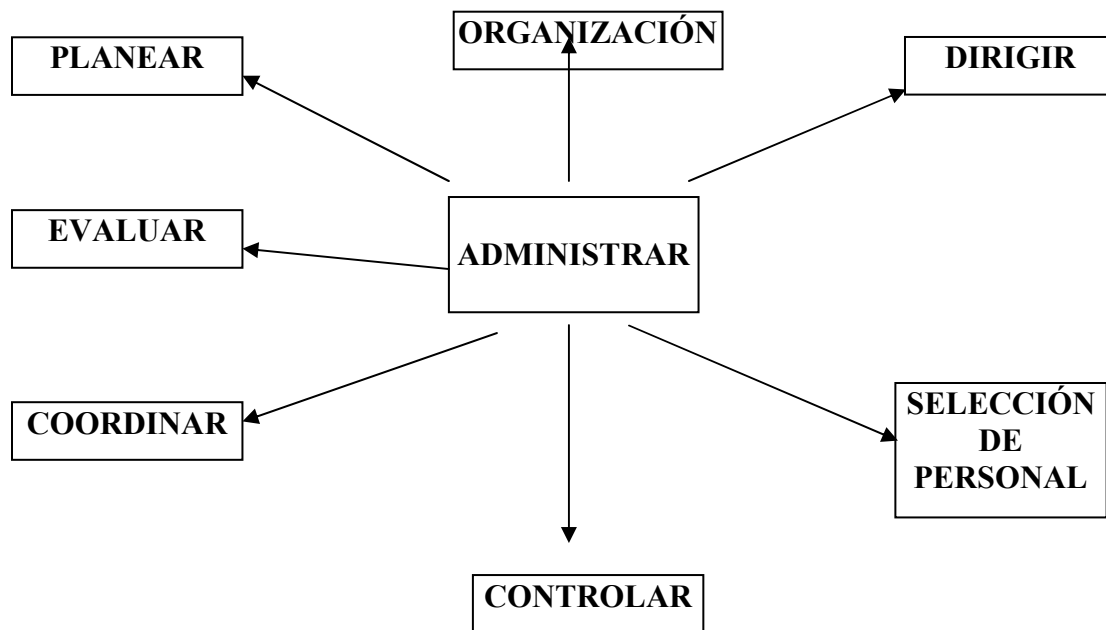 ORGANIZACIÓN
PLANEAR
DIRIGIR
EVALUAR
ADMINISTRAR
COORDINAR
SELECCIÓN
DE
PERSONAL
CONTROLAR